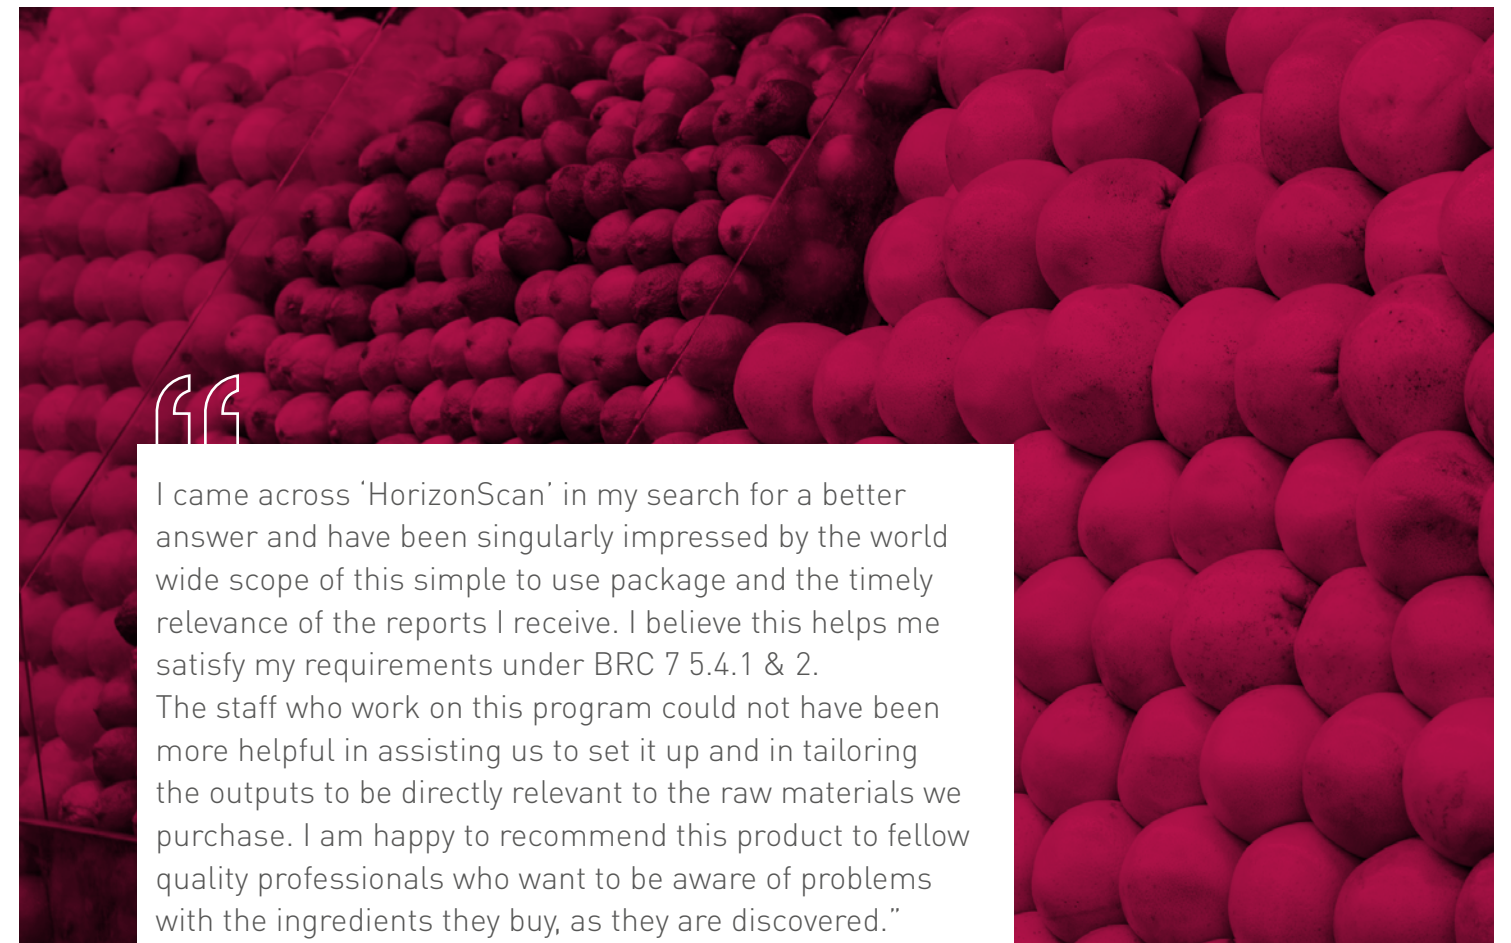 “
I came across ‘HorizonScan’ in my search for a better
answer and have been singularly impressed by the world
wide scope of this simple to use package and the timely
relevance of the reports I receive. I believe this helps me
satisfy my requirements under BRC 7 5.4.1 & 2.
The staff who work on this program could not have been
more helpful in assisting us to set it up and in tailoring
the outputs to be directly relevant to the raw materials we
purchase. I am happy to recommend this product to fellow
quality professionals who want to be aware of problems
with the ingredients they buy, as they are discovered.”